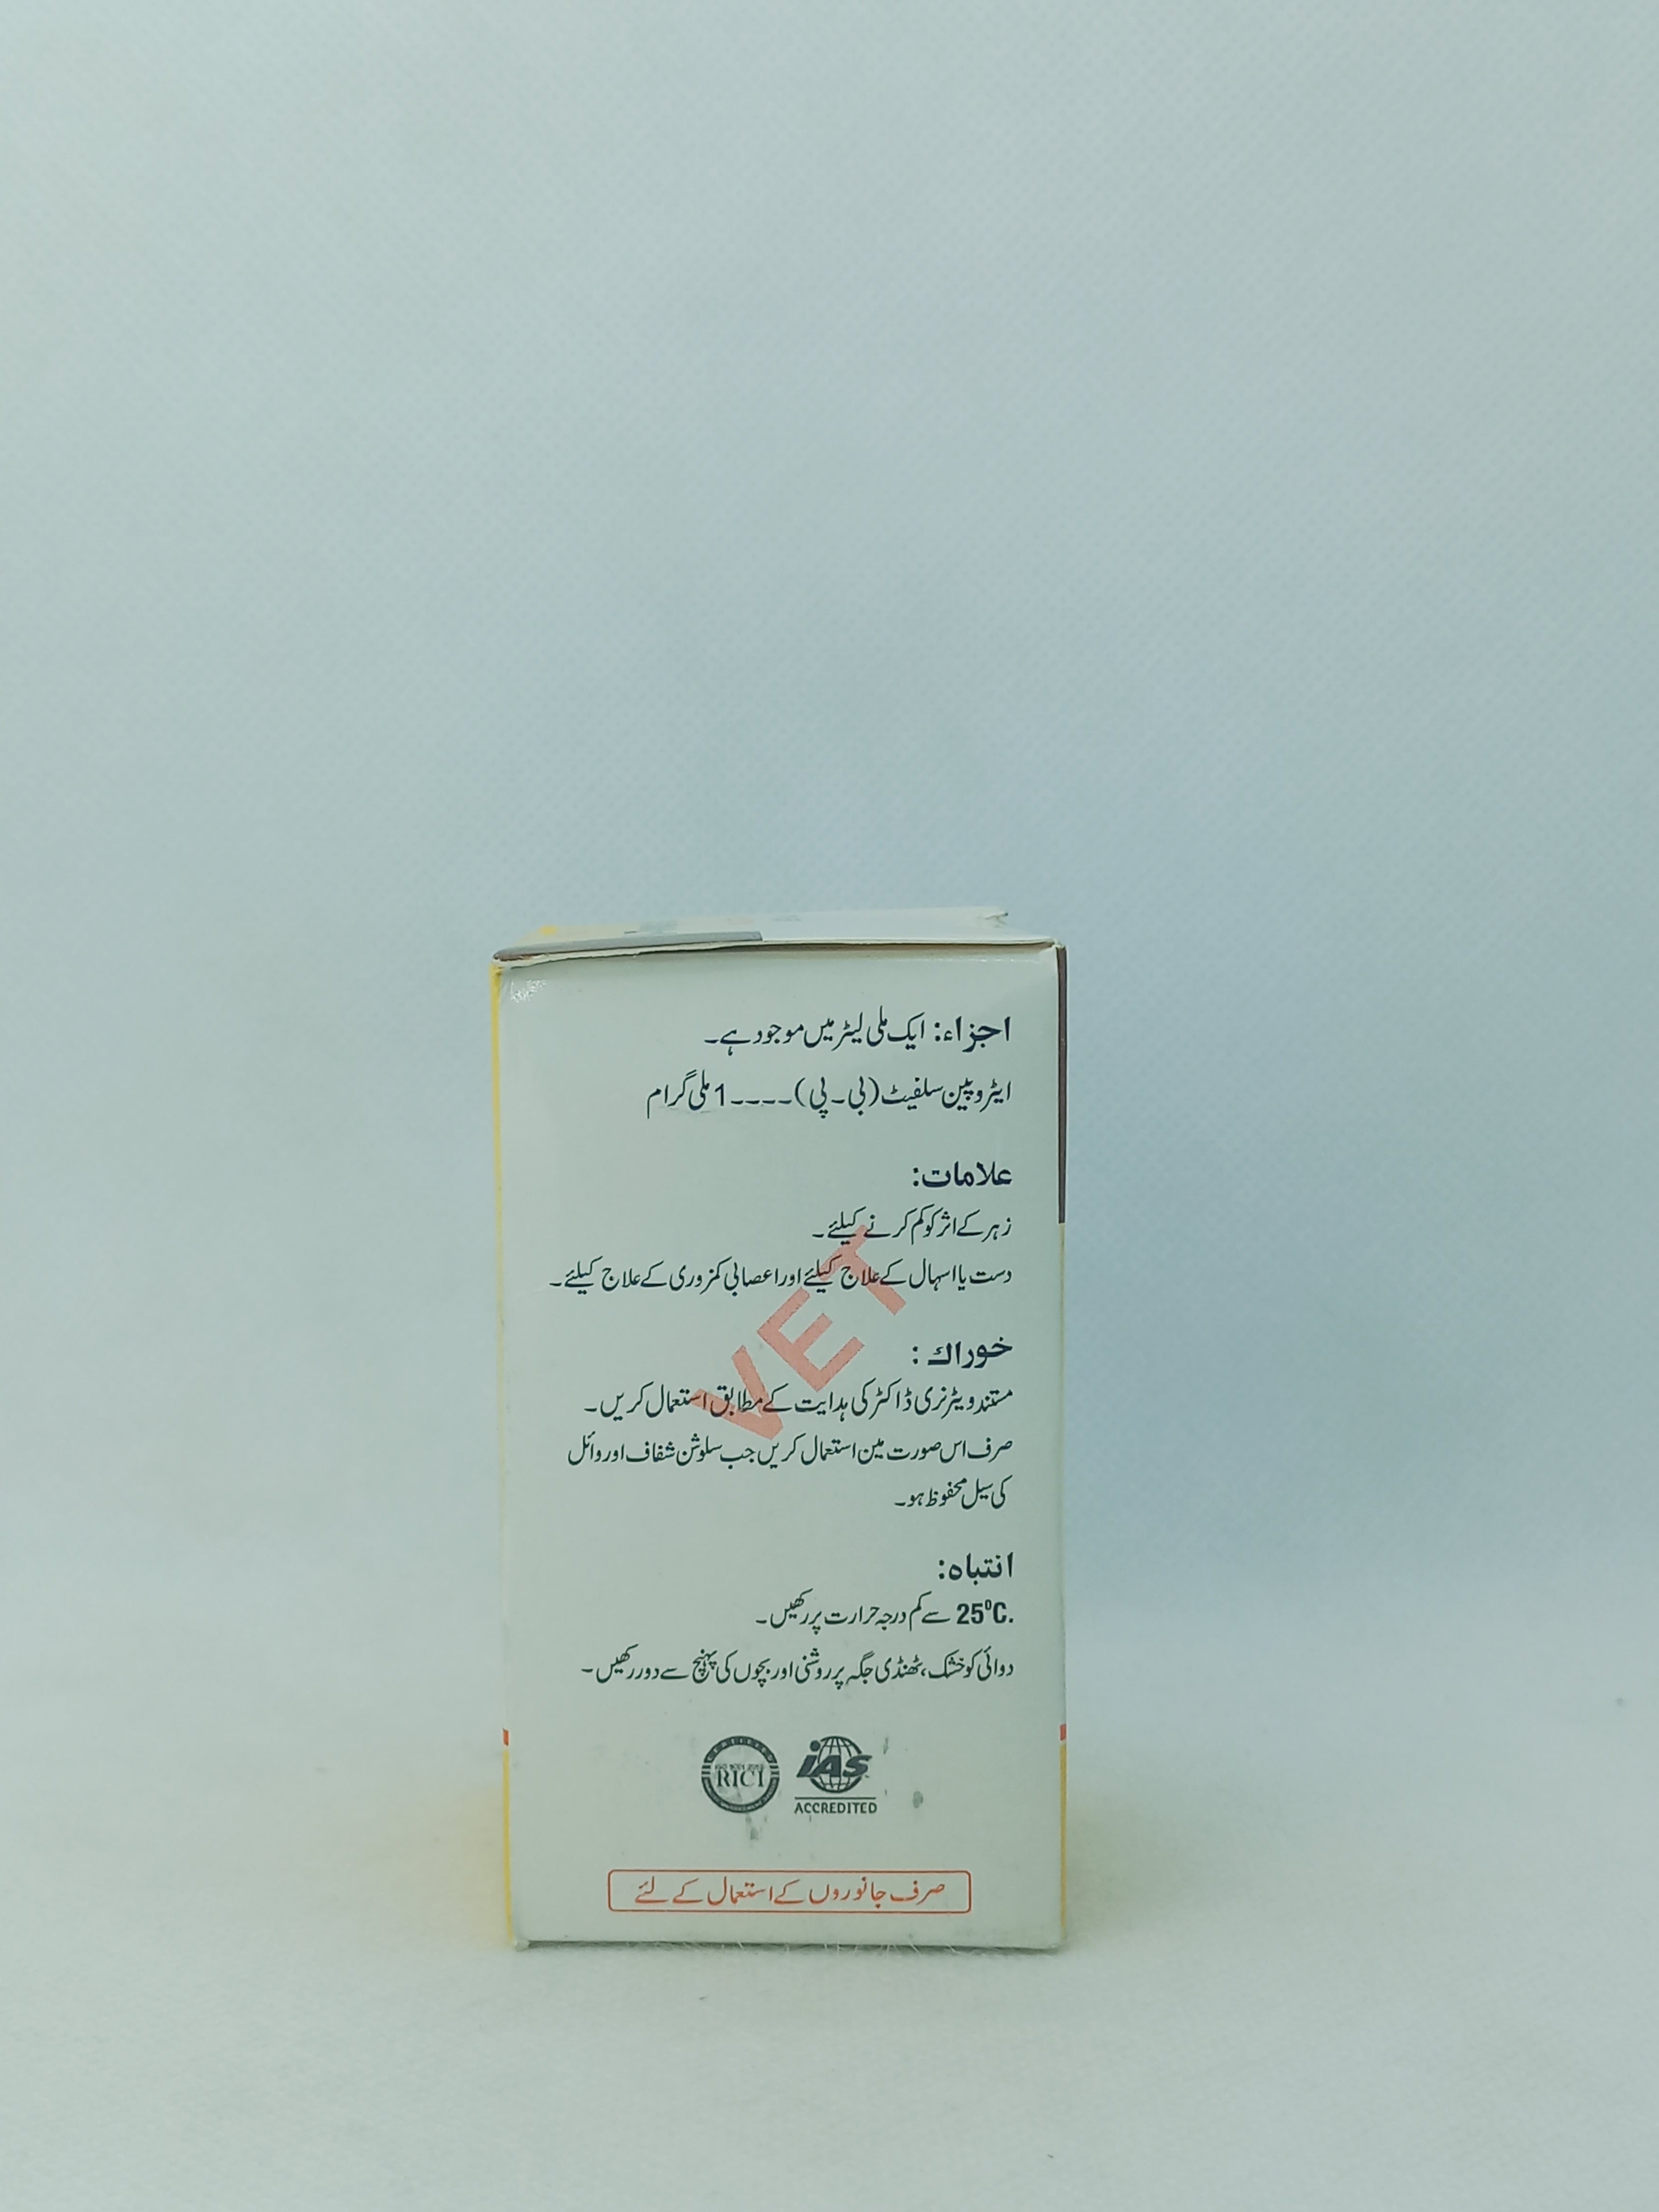 اجزاء: ایک ملی لیٹر میں موجود ہے۔
ایٹروپین سلفیٹ (بی۔پی)۔۔۔۔1 ملی گرام
علامات:
زہر کے اثر کو کم کرنے کیلئے۔
دست یا اسہال کے علاج کیلئے اور اعصابی کمزوری کے علاج کیلئے۔
VET
خوراك :
مستند ویٹرنری ڈاکٹر کی ہدایت کے مطابق استعمال کریں۔
صرف اس صورت مین استعمال کریں جب سلوشن شفاف اور وائل
کی سیل محفوظ ہو۔
انتباہ:
25⁰C. سے کم درجہ حرارت پر رکھیں۔
دوائی کو خشک، ٹھنڈی جگہ پر روشنی اور بچوں کی پہنچ سے دور رکھیں۔
RICI
iAS
ACCREDITED
صرف جانوروں کے استعمال کے لئے